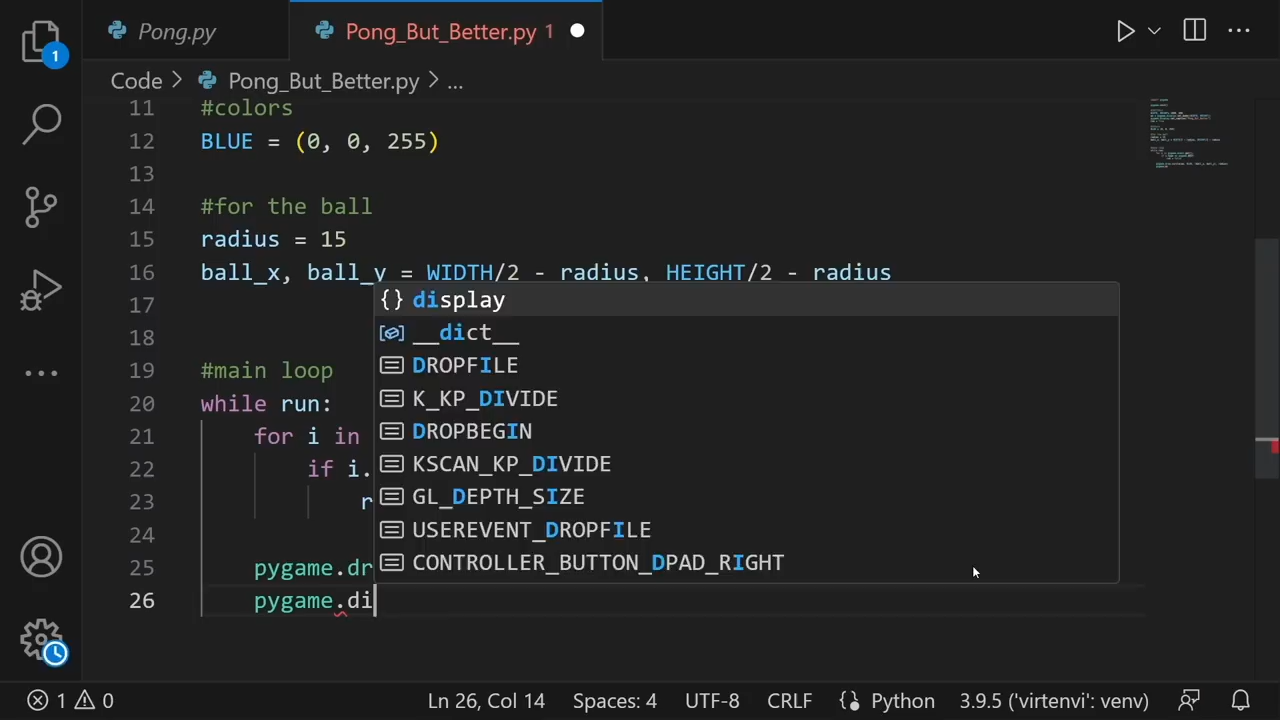 Pong.py
Pong_But_Better.py 1
1
Code > Pong_But_Better.py > ...
11 #colors
12 BLUE = (0, 0, 255)
13
14 #for the ball
15 radius = 15
16 ball_x, ball_y = WIDTH/2 - radius, HEIGHT/2 - radius
17
18
19 #main loop
20 while run:
21 for i in
22 if i.
23 r
24
25 pygame.dr
26 pygame.di
{} display
__dict__
DROPFILE
K_KP_DIVIDE
DROPBEGIN
KSCAN_KP_DIVIDE
GL_DEPTH_SIZE
USEREVENT_DROPFILE
CONTROLLER_BUTTON_DPAD_RIGHT
1 0 Ln 26, Col 14 Spaces: 4 UTF-8 CRLF {} Python 3.9.5 ('virtenvi': venv)